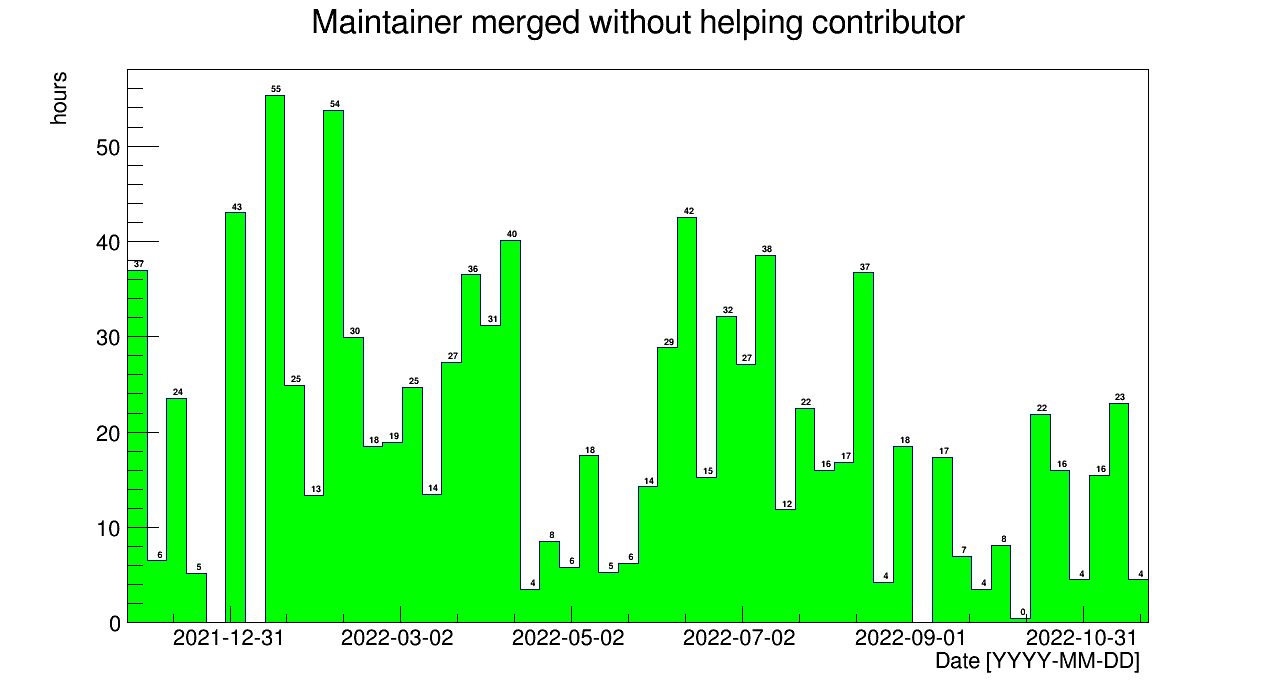 Maintainer merged without helping contributor
hours
50
40
30
20
10
0
37 6 24 5 43 55 25 13 54 30 18 19 25 14 27 36 31 40 4 8 6 18 5 6 14 29 42 15 32 27 38 12 22 16 17 37 4 18 17 7 4 8 0 22 16 4 16 23 4
2021-12-31 2022-03-02 2022-05-02 2022-07-02 2022-09-01 2022-10-31
Date [YYYY-MM-DD]